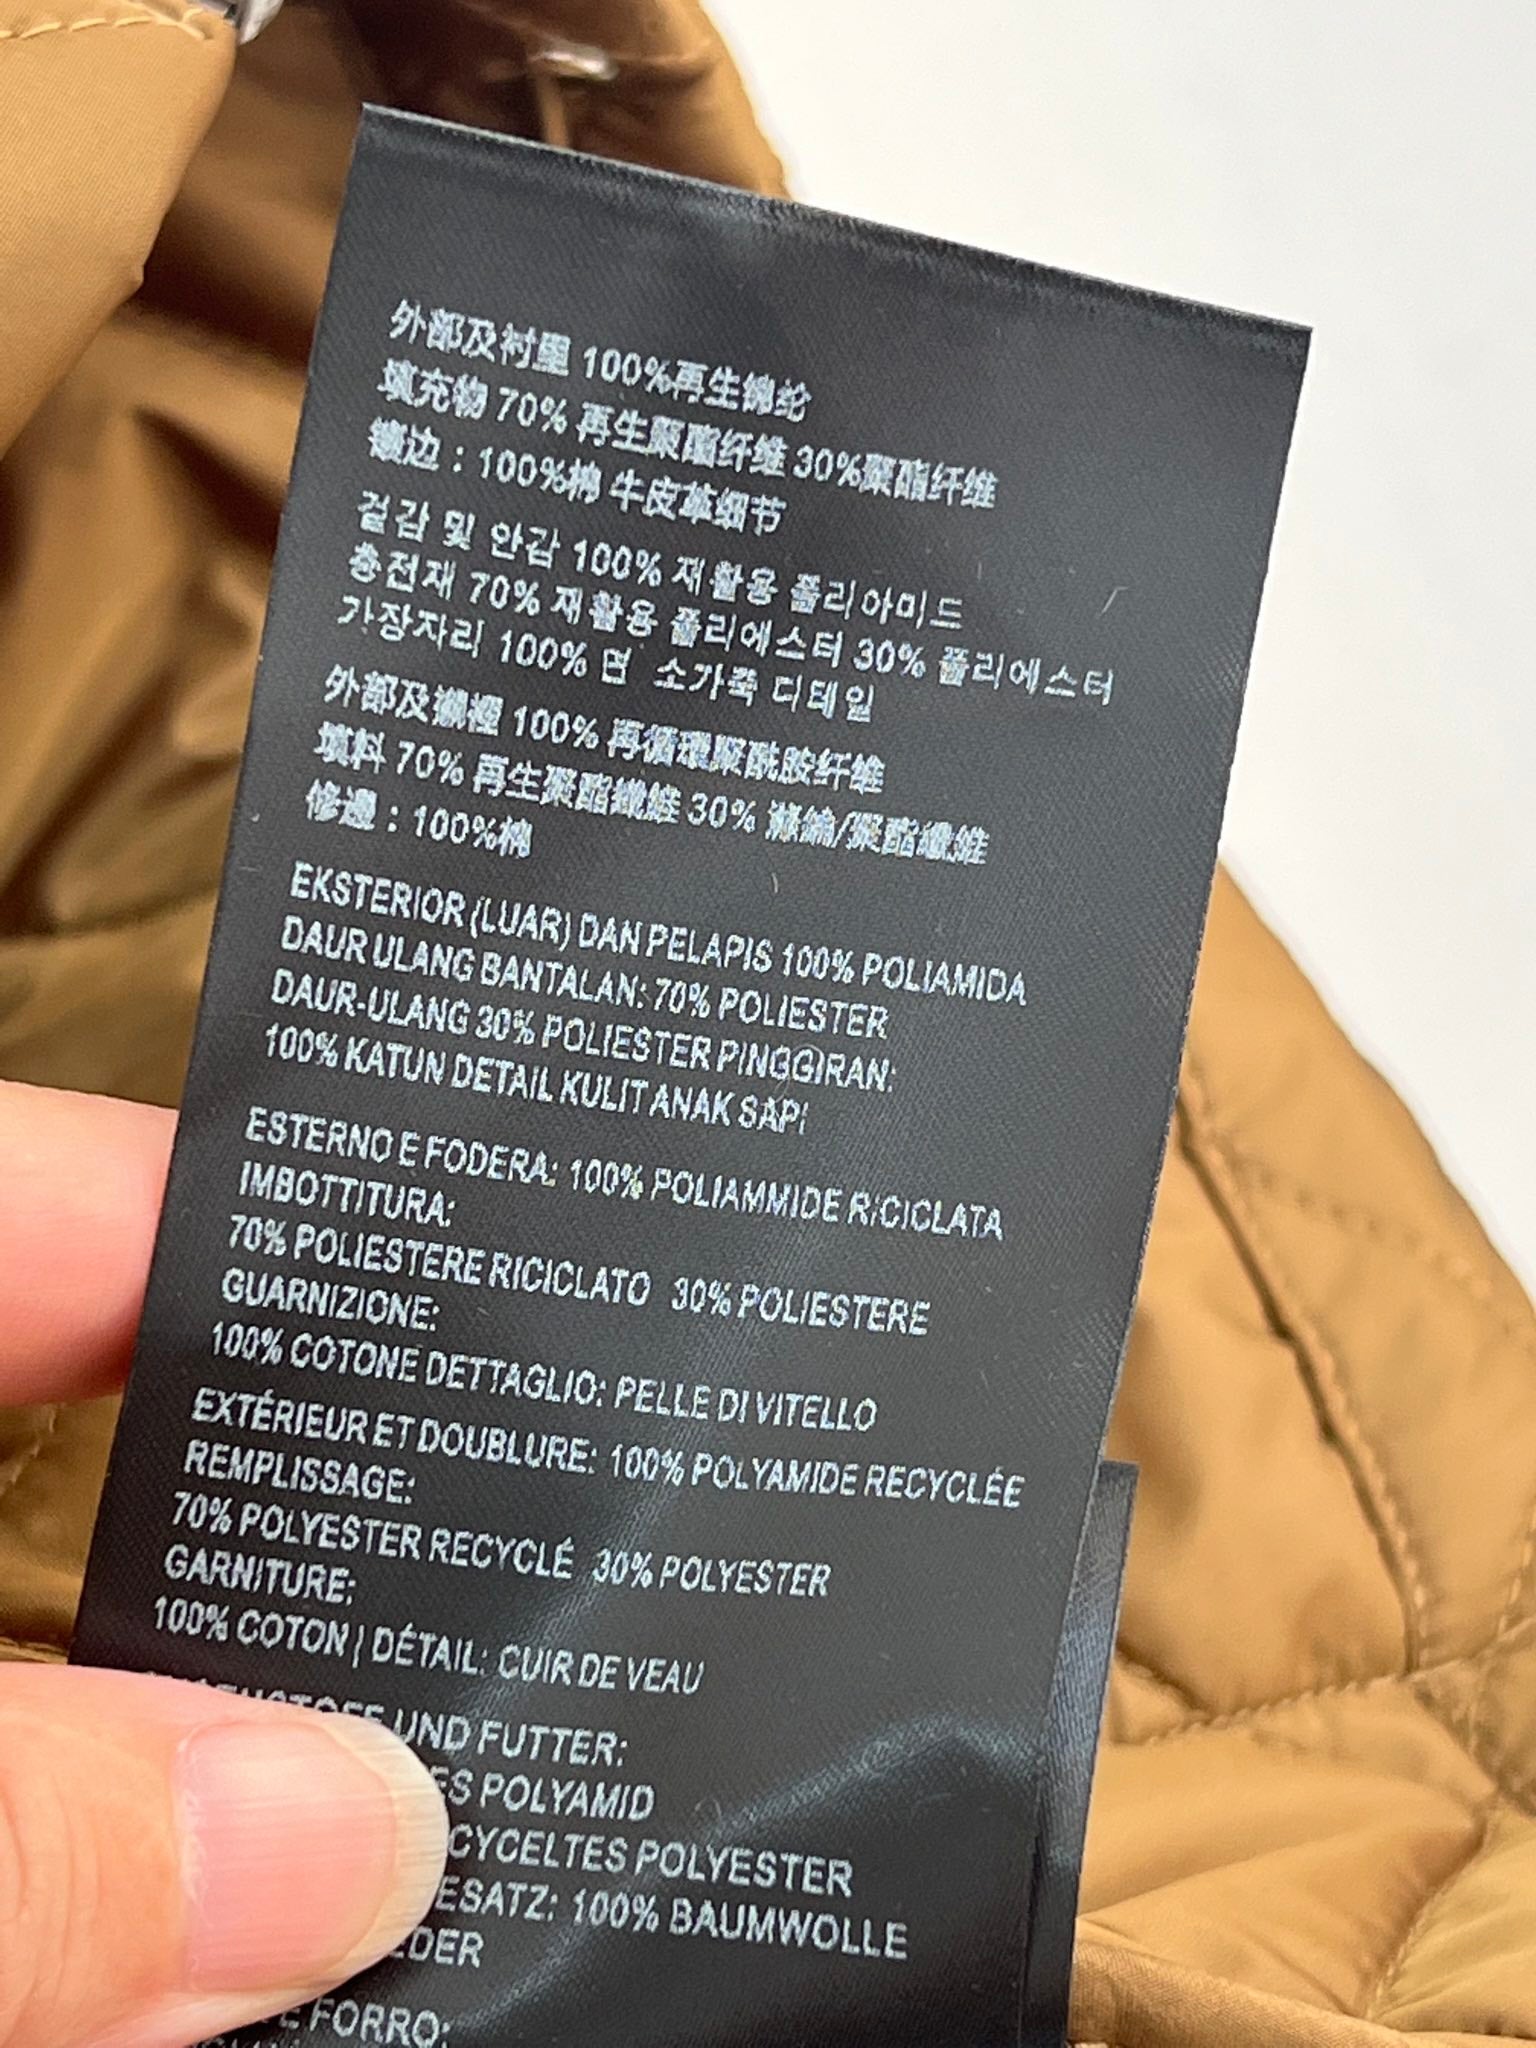 外部及衬里 100%再生锦纶
填充物 70% 再生聚酯纤维 30%聚酯纤维
镶边：100%棉 牛皮革细节
겉감 및 안감 100% 재활용 폴리아미드
충전재 70% 재활용 폴리에스터 30% 폴리에스터
가장자리 100% 면 소가죽 디테일
外部及襯裡 100% 再循環聚酰胺纤维
填料 70% 再生聚酯纖維 30% 滌綸/聚酯纖維
修邊：100%棉
EKSTERIOR (LUAR) DAN PELAPIS 100% POLIAMIDA
DAUR ULANG BANTALAN: 70% POLIESTER
DAUR-ULANG 30% POLIESTER PINGGIRAN:
100% KATUN DETAIL KULIT ANAK SAPI
ESTERNO E FODERA: 100% POLIAMMIDE RICICLATA
IMBOTTITURA:
70% POLIESTERE RICICLATO 30% POLIESTERE
GUARNIZIONE:
100% COTONE DETTAGLIO: PELLE DI VITELLO
EXTÉRIEUR ET DOUBLURE: 100% POLYAMIDE RECYCLÉE
REMPLISSAGE:
70% POLYESTER RECYCLÉ 30% POLYESTER
GARNITURE:
100% COTON | DÉTAIL: CUIR DE VEAU
UND FUTTER:
ES POLYAMID
CYCELTES POLYESTER
ESATZ: 100% BAUMWOLLE
EDER
E FORRO: